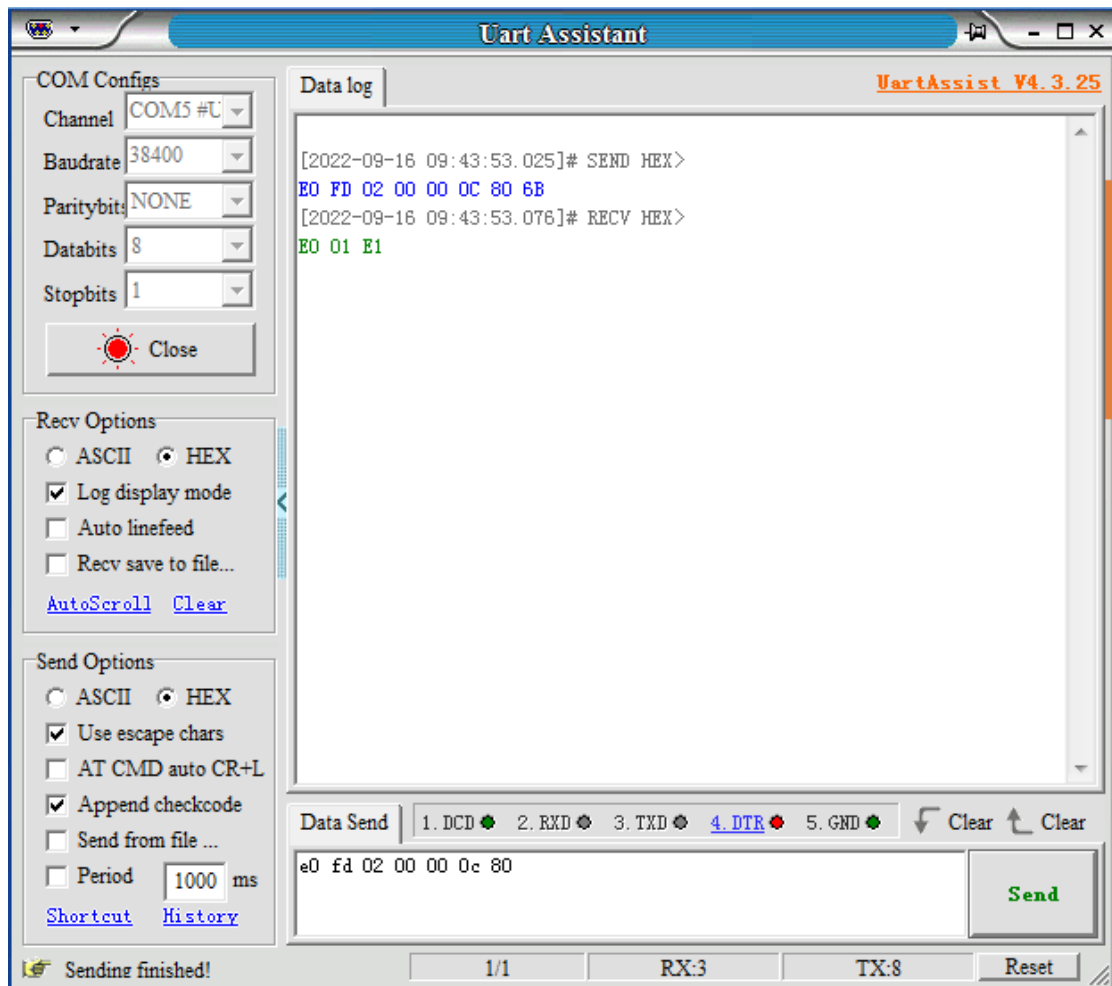 Uart Assistant
COM Configs
Channel COM5 #U
Baudrate 38400
Paritybits NONE
Databits 8
Stopbits 1
Close
Recv Options
ASCII HEX
Log display mode
Auto linefeed
Recv save to file...
AutoScroll Clear
Send Options
ASCII HEX
Use escape chars
AT CMD auto CR+L
Append checkcode
Send from file ...
Period 1000 ms
Shortcut History
Data log UartAssist V4.3.25
[2022-09-16 09:43:53.025]# SEND HEX>
E0 FD 02 00 00 0C 80 6B
[2022-09-16 09:43:53.076]# RECV HEX>
E0 01 E1
Data Send 1. DCD 2. RXD 3. TXD 4. DTR 5. GND Clear Clear
e0 fd 02 00 00 0c 80
Send
Sending finished! 1/1 RX:3 TX:8 Reset